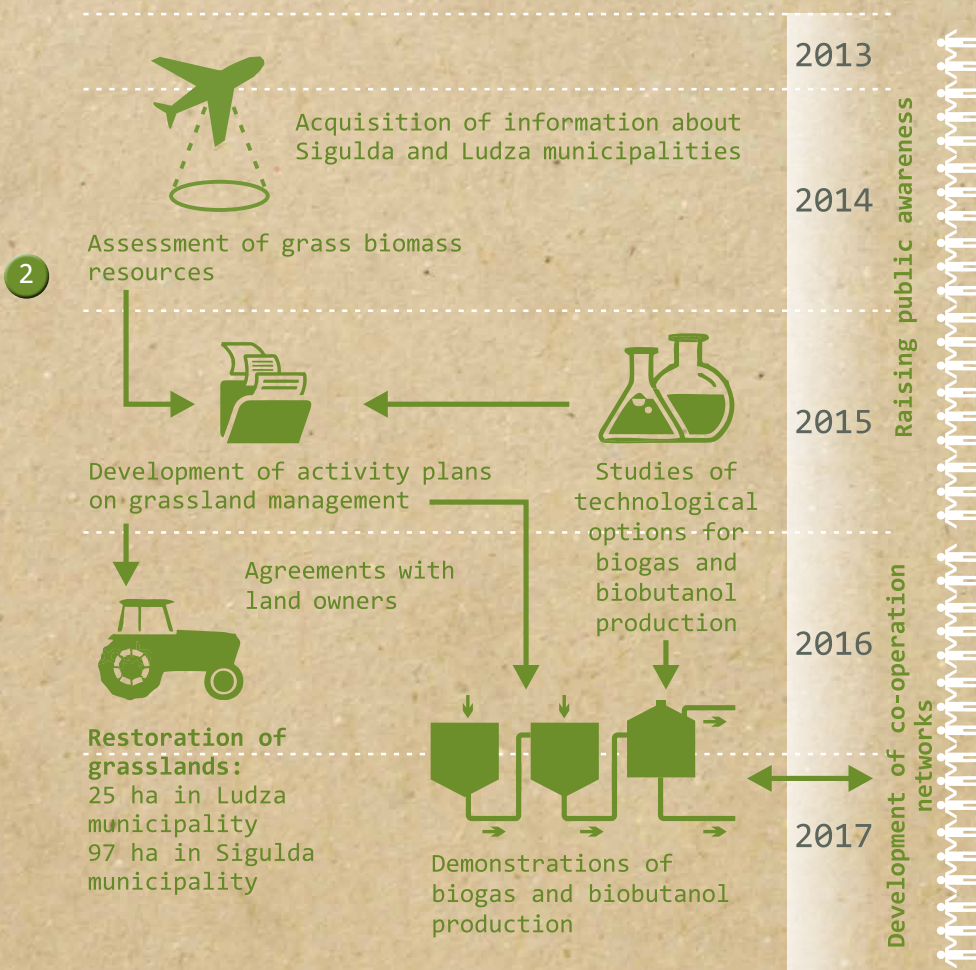 2013
Acquisition of information about
Sigulda and Ludza municipalities
2014
Assessment of grass biomass
resources
2
2015
Raising public awareness
Development of activity plans
on grassland management
Studies of
technological
options for
biogas and
biobutanol
production
Agreements with
land owners
2016
Restoration of
grasslands:
25 ha in Ludza
municipality
97 ha in Sigulda
municipality
2017
Demonstrations of
biogas and biobutanol
production
Development of co-operation
networks